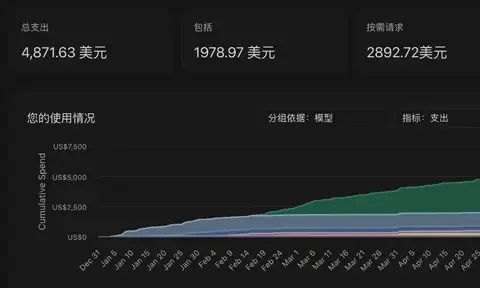 总支出
4,871.63 美元
包括
1978.97 美元
按需请求
2892.72美元
您的使用情况
分组依据：模型
指标：支出
Cumulative Spend
US$7,500
US$5,000
US$2,500
US$0
Dec 31
Jan 5
Jan 10
Jan 15
Jan 20
Jan 25
Jan 30
Feb 4
Feb 9
Feb 14
Feb 19
Feb 24
Mar 1
Mar 6
Mar 11
Mar 16
Mar 21
Mar 26
Mar 31
Apr 5
Apr 10
Apr 15
Apr 20
Apr 25